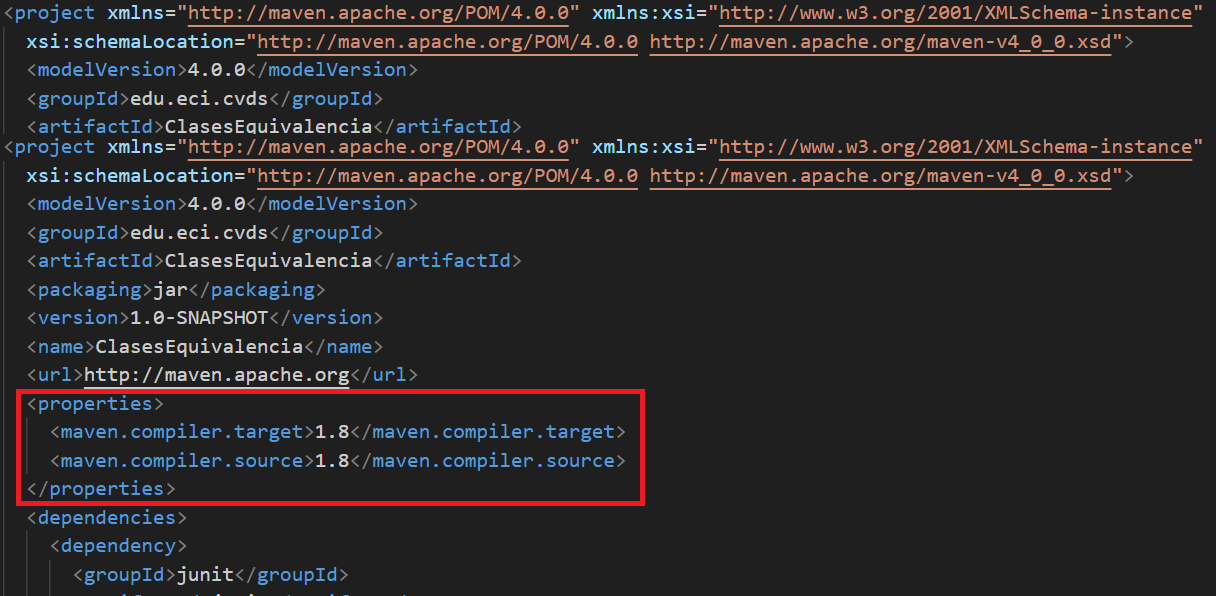 <project xmlns="http://maven.apache.org/POM/4.0.0" xmlns:xsi="http://www.w3.org/2001/XMLSchema-instance"
xsi:schemaLocation="http://maven.apache.org/POM/4.0.0 http://maven.apache.org/maven-v4_0_0.xsd">
<modelVersion>4.0.0</modelVersion>
<groupId>edu.eci.cvds</groupId>
<artifactId>ClasesEquivalencia</artifactId>
<project xmlns="http://maven.apache.org/POM/4.0.0" xmlns:xsi="http://www.w3.org/2001/XMLSchema-instance"
xsi:schemaLocation="http://maven.apache.org/POM/4.0.0 http://maven.apache.org/maven-v4_0_0.xsd">
<modelVersion>4.0.0</modelVersion>
<groupId>edu.eci.cvds</groupId>
<artifactId>ClasesEquivalencia</artifactId>
<packaging>jar</packaging>
<version>1.0-SNAPSHOT</version>
<name>ClasesEquivalencia</name>
<url>http://maven.apache.org</url>
<properties>
<maven.compiler.target>1.8</maven.compiler.target>
<maven.compiler.source>1.8</maven.compiler.source>
</properties>
<dependencies>
<dependency>
<groupId>junit</groupId>